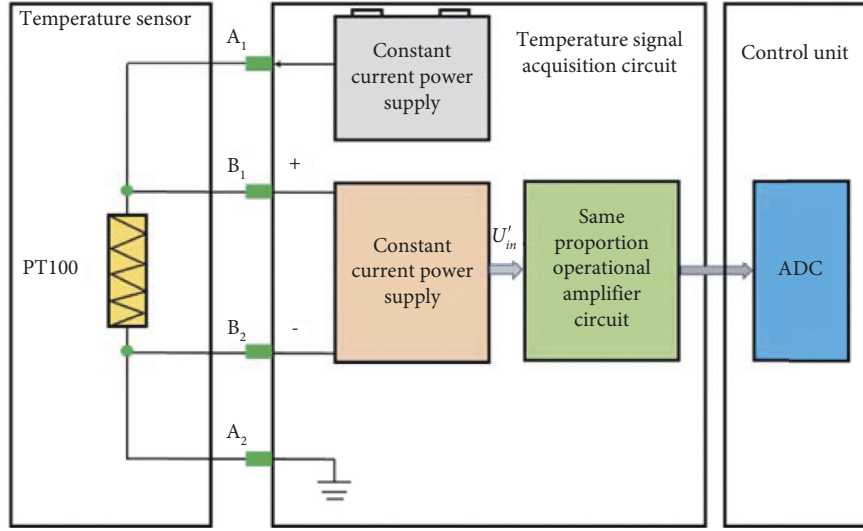 Temperature sensor
A1
Constant
current power
supply
Temperature signal
acquisition circuit
Control unit
B1
+
PT100
Constant
current power
supply
U'in
Same
proportion
operational
amplifier
circuit
ADC
B2
-
A2